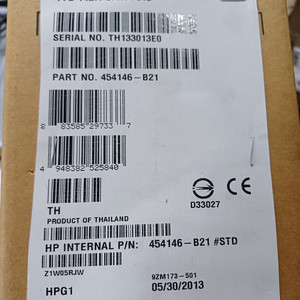 SERIAL NO. TH133013E0
PART NO. 454146-B21
8 83585 29733 7
4 948382 525840
D33027
TH
PRODUCT OF THAILAND
HP INTERNAL P/N: 454146-B21 #STD
Z1W05RJW
9ZM173-501
HPG1
05/30/2013